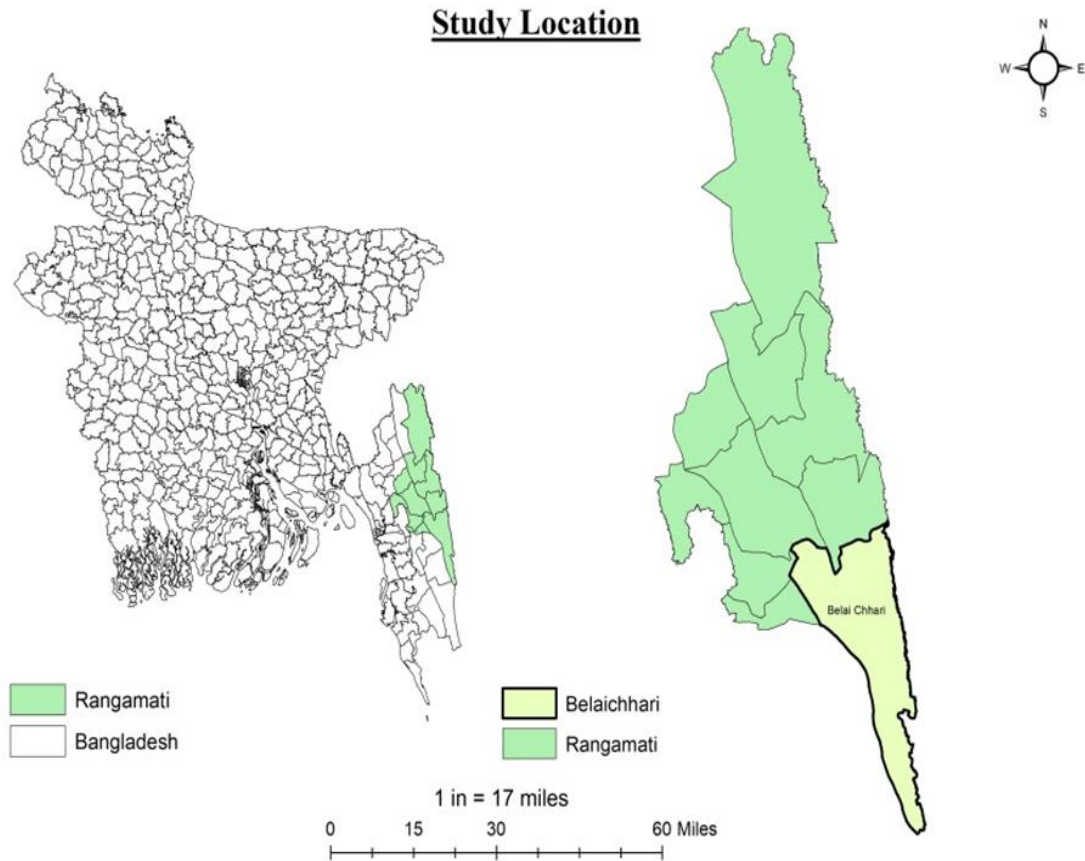 Study Location
N
W E
S
Belai Chhari
Rangamati
Bangladesh
Belaichhari
Rangamati
1 in = 17 miles
0 15 30 60 Miles